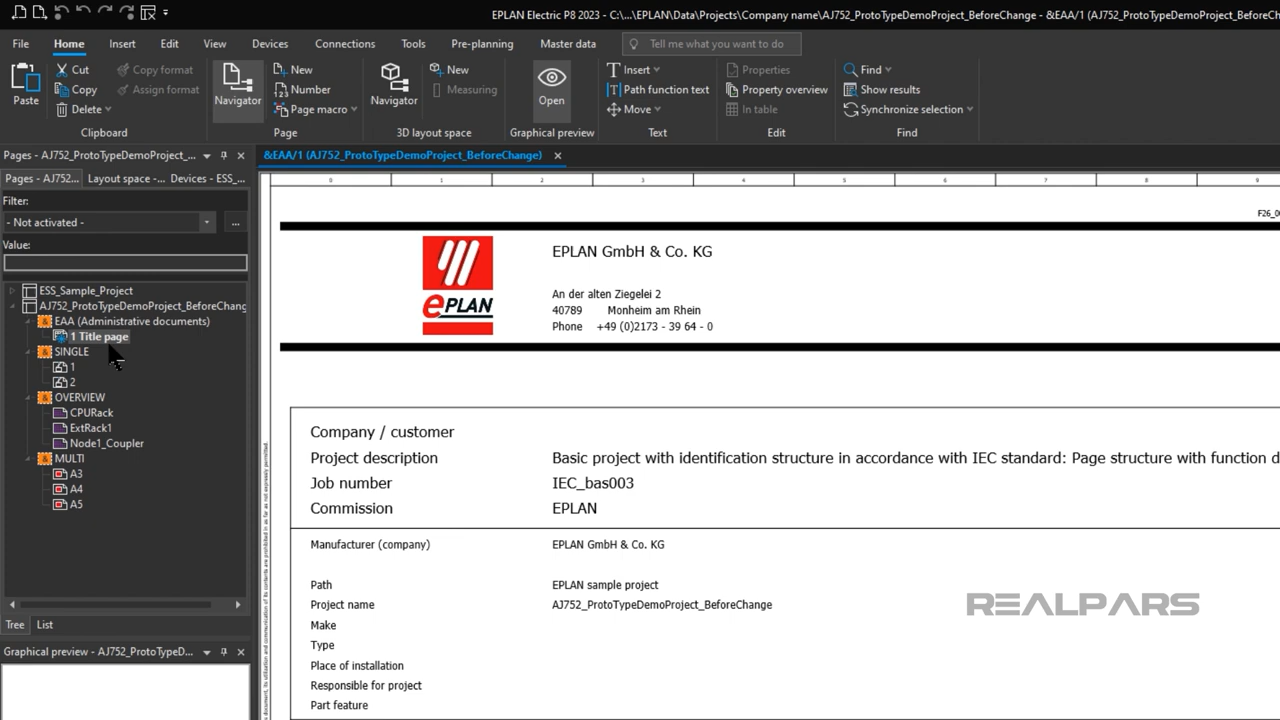 EPLAN Electric P8 2023 - C:\...\EPLAN\Data\Projects\Company name\AJ752_ProtoTypeDemoProject_BeforeChange - &EAA/1 (AJ752_ProtoTypeDemoProject_BeforeCh
File Home Insert Edit View Devices Connections Tools Pre-planning Master data Tell me what you want to do
Paste Cut Copy Delete Copy format Assign format
Navigator New Number Page macro
Navigator New Measuring
Open
Insert Path function text Move
Properties Property overview In table
Find Show results Synchronize selection
Clipboard Page 3D layout space Graphical preview Text Edit Find
Pages - AJ752_ProtoTypeDemoProject_...
&EAA/1 (AJ752_ProtoTypeDemoProject_BeforeChange)
Pages - AJ752... Layout space -... Devices - ESS_...
Filter:
- Not activated - ...
Value:
ESS_Sample_Project
AJ752_ProtoTypeDemoProject_BeforeChang
EAA (Administrative documents)
1 Title page
SINGLE
1
2
OVERVIEW
CPURack
ExtRack1
Node1_Coupler
MULTI
A3
A4
A5
Tree List
Graphical preview - AJ752_ProtoTypeD...
0 1 2 3 4 5 6 7 8 9
F26_0
ePLAN
EPLAN GmbH & Co. KG
An der alten Ziegelei 2
40789 Monheim am Rhein
Phone +49 (0)2173 - 39 64 - 0
Company / customer
Project description Basic project with identification structure in accordance with IEC standard: Page structure with function d
Job number IEC_bas003
Commission EPLAN
Manufacturer (company) EPLAN GmbH & Co. KG
Path EPLAN sample project
Project name AJ752_ProtoTypeDemoProject_BeforeChange
Make
Type
Place of installation
Responsible for project
Part feature
REALPARS